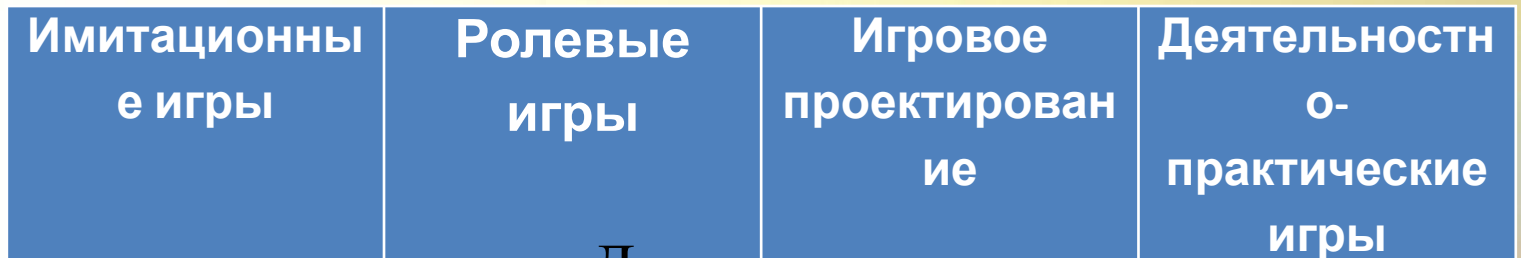 Имитационны
е игры
Ролевые
игры
Игровое
проектирован
ие
Деятельностн
о-
практические
игры